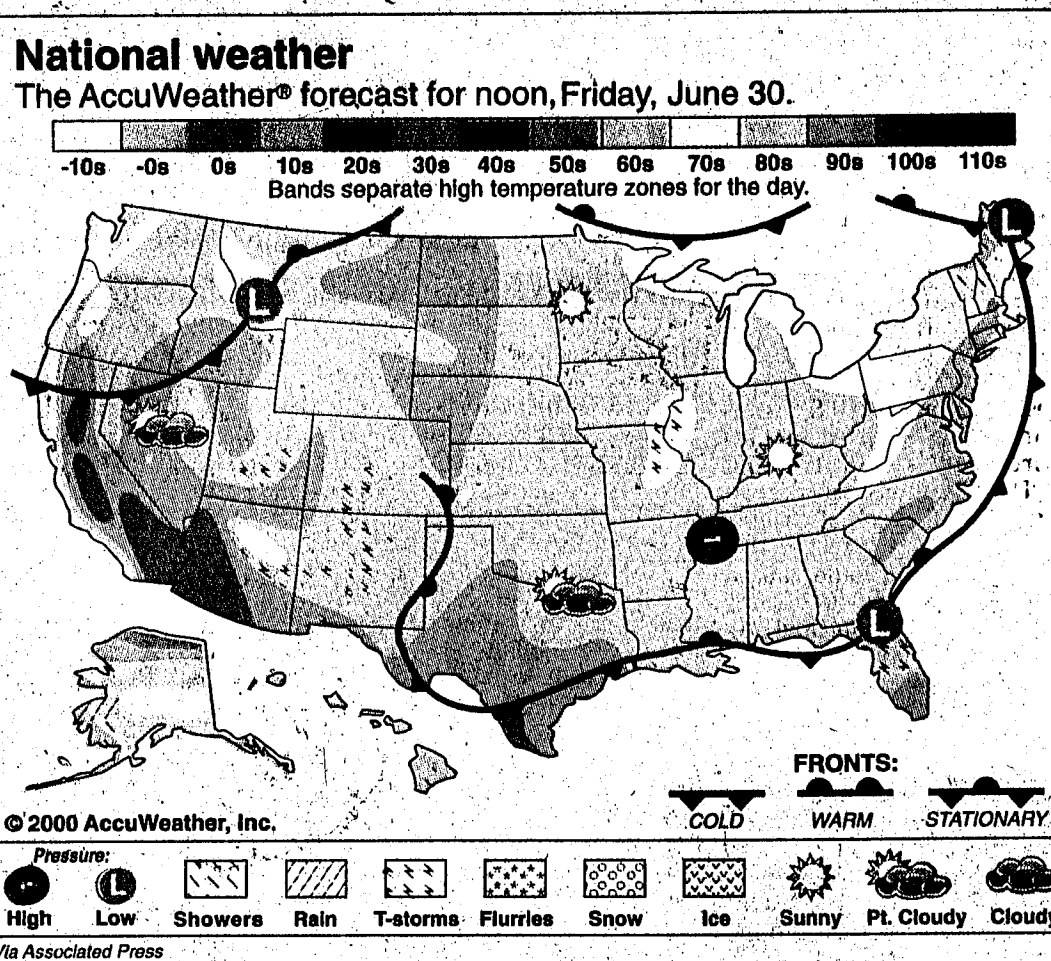 National weather
The AccuWeather® forecast for noon, Friday, June 30.
-10s -0s 0s 10s 20s 30s 40s 50s 60s 70s 80s 90s 100s 110s
Bands separate high temperature zones for the day.
L
L
L
FRONTS:
COLD WARM STATIONARY
© 2000 AccuWeather, Inc.
Pressure:
L
High Low Showers Rain T-storms Flurries Snow Ice Sunny Pt. Cloudy Cloudy
Via Associated Press